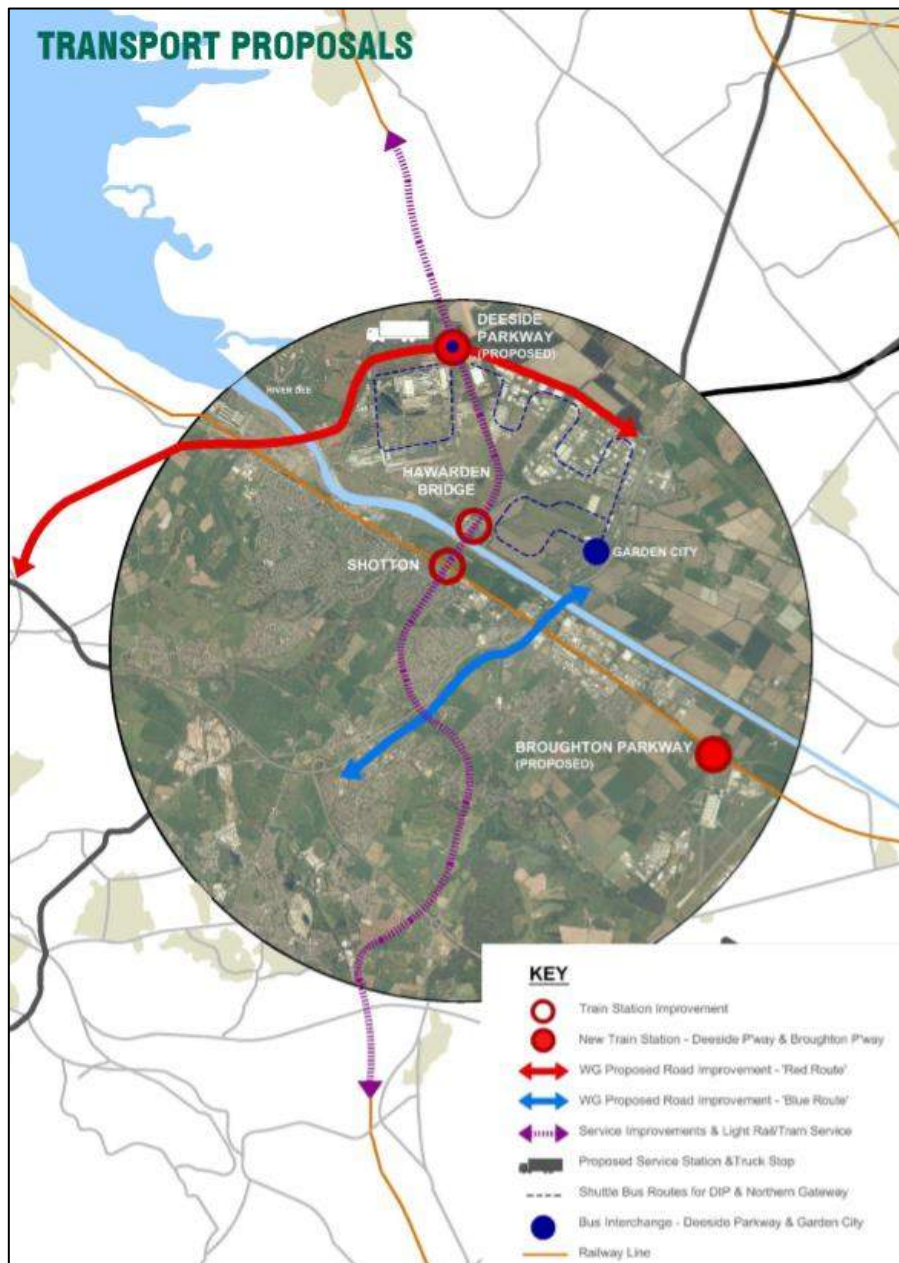 TRANSPORT PROPOSALS
DEESIDE
PARKWAY
(PROPOSED)
RIVER DEE
HAWARDEN
BRIDGE
GARDEN CITY
SHOTTON
BROUGHTON PARKWAY
(PROPOSED)
KEY
Train Station Improvement
New Train Station - Deeside P'way & Broughton P'way
WG Proposed Road Improvement - 'Red Route'
WG Proposed Road Improvement - 'Blue Route'
Service Improvements & Light Rail/Tram Service
Proposed Service Station &Truck Stop
Shuttle Bus Routes for DIP & Northern Gateway
Bus Interchange - Deeside Parkway & Garden City
Railway Line